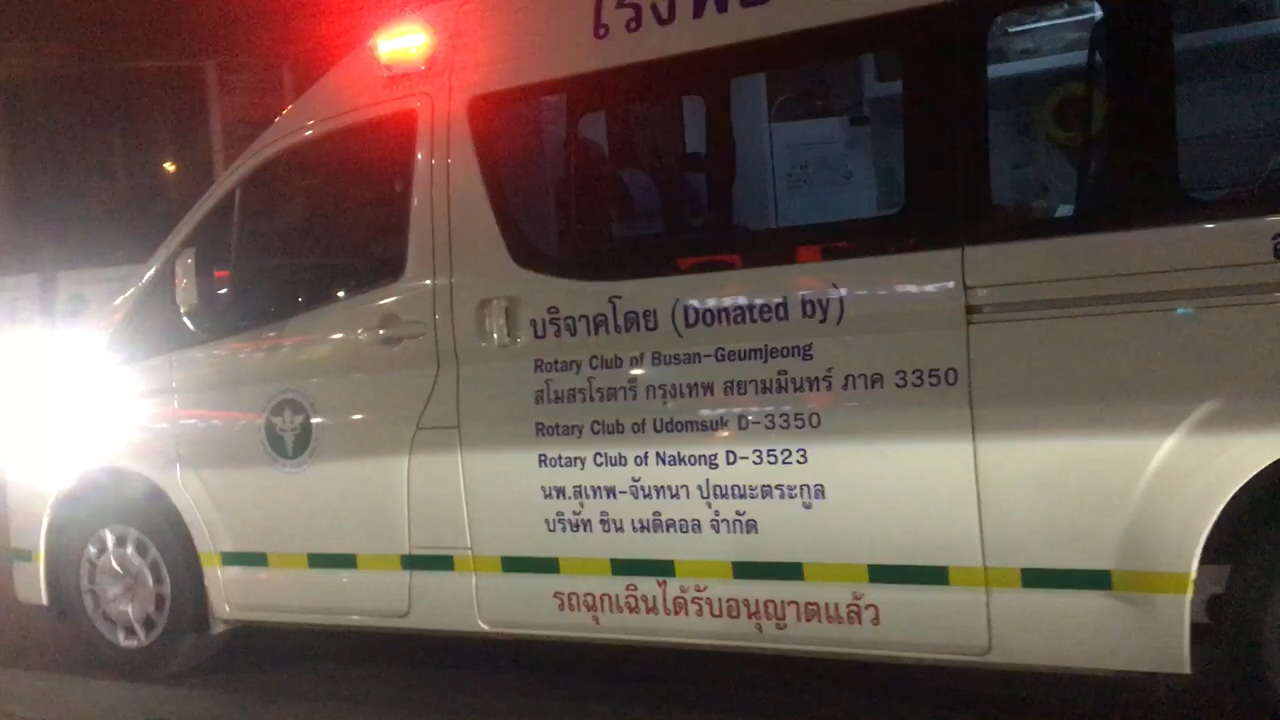 บริจาคโดย (Donated by)
Rotary Club of Busan-Geumjeong
สโมสรโรตารี กรุงเทพ สยามมินทร์ ภาค 3350
Rotary Club of Udomsuk D-3350
Rotary Club of Nakong D-3523
นพ.สุเทพ-จันทนา ปุณณะตระกูล
บริษัท ซิน เมดิคอล จำกัด
รถฉุกเฉินได้รับอนุญาตแล้ว